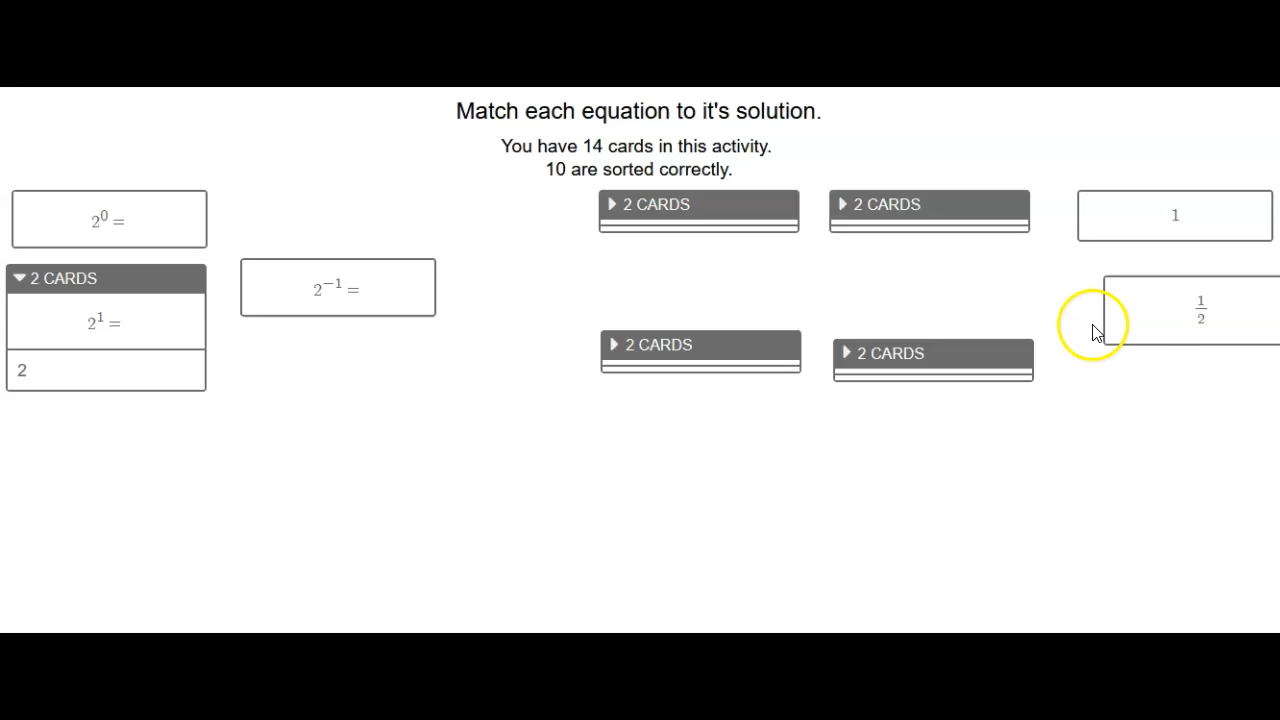 Match each equation to it's solution.
You have 14 cards in this activity.
10 are sorted correctly.
2⁰ =
2 CARDS
2¹ =
2
2⁻¹ =
2 CARDS
2 CARDS
1
1/2
2 CARDS
2 CARDS